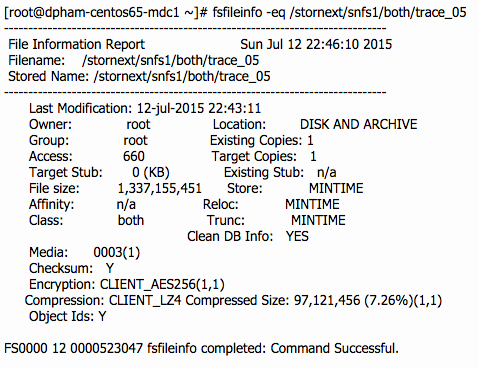 [root@dpham-centos65-mdc1 ~]# fsfileinfo -eq /stornext/snfs1/both/trace_05
-------------------------------------------------------------------------------
File Information Report Sun Jul 12 22:46:10 2015
Filename: /stornext/snfs1/both/trace_05
Stored Name: /stornext/snfs1/both/trace_05
-------------------------------------------------------------------------------
Last Modification: 12-jul-2015 22:43:11
Owner: root Location: DISK AND ARCHIVE
Group: root Existing Copies: 1
Access: 660 Target Copies: 1
Target Stub: 0 (KB) Existing Stub: n/a
File size: 1,337,155,451 Store: MINTIME
Affinity: n/a Reloc: MINTIME
Class: both Trunc: MINTIME
Clean DB Info: YES
Media: 0003(1)
Checksum: Y
Encryption: CLIENT_AES256(1,1)
Compression: CLIENT_LZ4 Compressed Size: 97,121,456 (7.26%)(1,1)
Object Ids: Y
FS0000 12 0000523047 fsfileinfo completed: Command Successful.